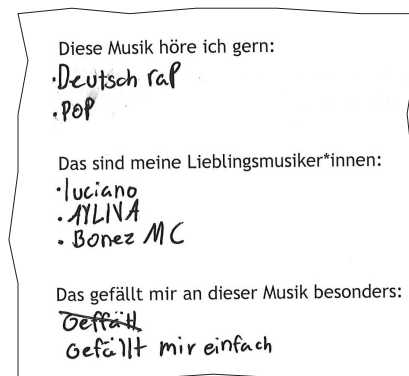 Diese Musik höre ich gern:
·Deutsch rap
·POP
Das sind meine Lieblingsmusiker*innen:
·luciano
·AYLIVA
·Bonez MC
Das gefällt mir an dieser Musik besonders:
Geffält
Gefällt mir einfach